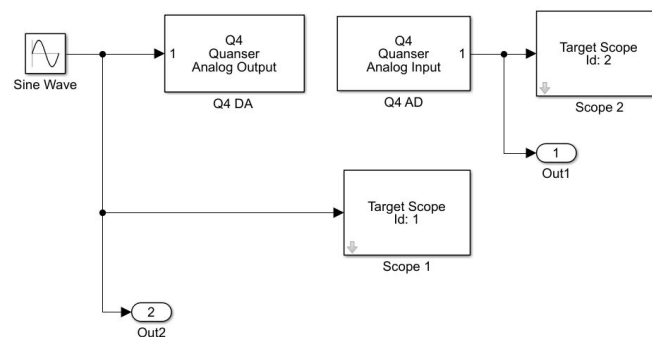 Sine Wave
1
Q4
Quanser
Analog Output
Q4 DA
Q4
Quanser
Analog Input
1
Q4 AD
Target Scope
Id: 2
Scope 2
1
Out1
Target Scope
Id: 1
Scope 1
2
Out2